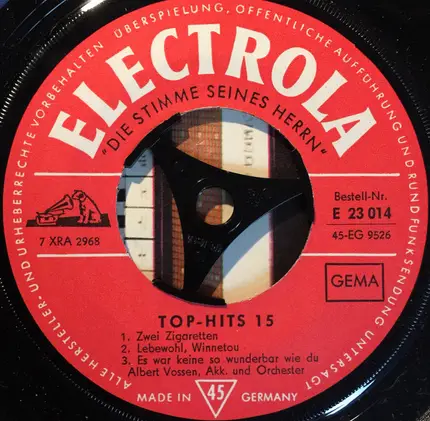 ALLE HERSTELLER-UND URHEBERRECHTE VORBEHALTEN ÜBERSPIELUNG, ÖFFENTLICHE AUFFÜHRUNG UND RUNDFUNKSENDUNG UNTERSAGT
ELECTROLA
"DIE STIMME SEINES HERRN"
7 XRA 2968
Bestell-Nr.
E 23 014
45-EG 9526
GEMA
TOP-HITS 15
1. Zwei Zigaretten
2. Lebewohl, Winnetou
3. Es war keine so wunderbar wie du
Albert Vossen, Akk. und Orchester
MADE IN 45 GERMANY